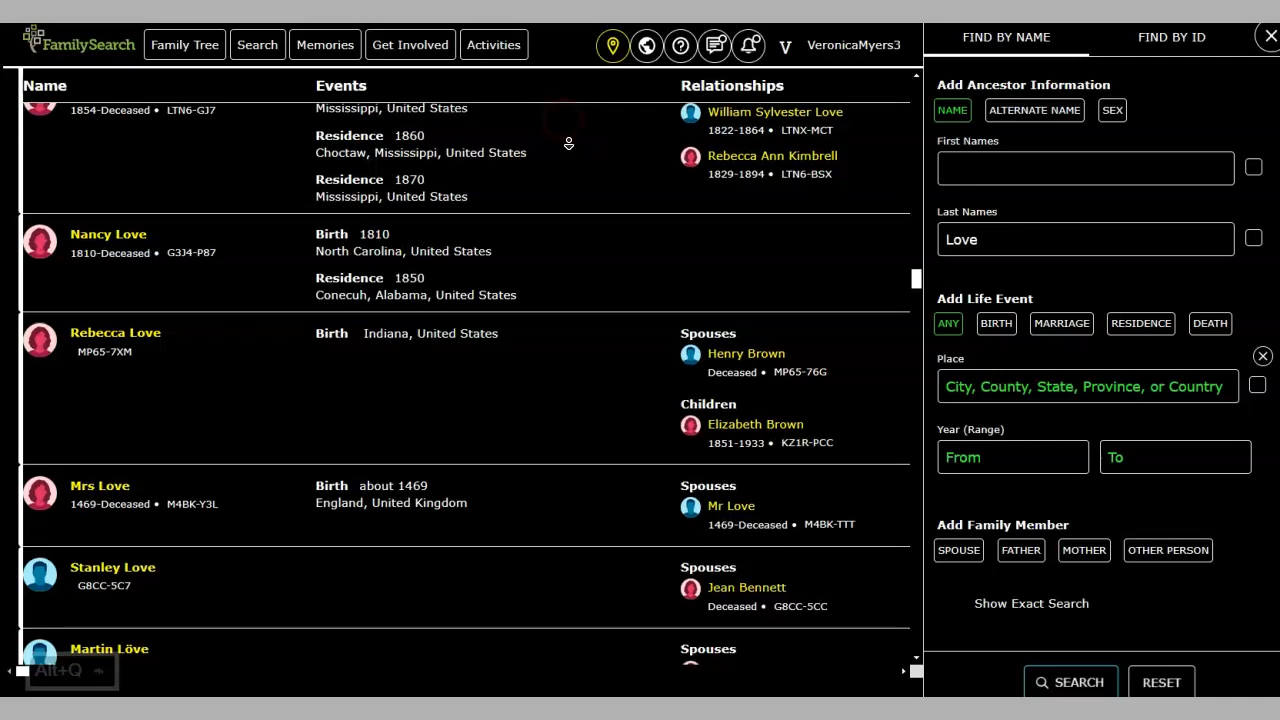 FamilySearch
Family Tree
Search
Memories
Get Involved
Activities
V
VeronicaMyers3
Name
Events
Relationships
1854-Deceased • LTN6-GJ7
Mississippi, United States
Residence 1860
Choctaw, Mississippi, United States
Residence 1870
Mississippi, United States
William Sylvester Love
1822-1864 • LTNX-MCT
Rebecca Ann Kimbrell
1829-1894 • LTN6-BSX
Nancy Love
1810-Deceased • G3J4-P87
Birth 1810
North Carolina, United States
Residence 1850
Conecuh, Alabama, United States
Rebecca Love
MP65-7XM
Birth Indiana, United States
Spouses
Henry Brown
Deceased • MP65-76G
Children
Elizabeth Brown
1851-1933 • KZ1R-PCC
Mrs Love
1469-Deceased • M4BK-Y3L
Birth about 1469
England, United Kingdom
Spouses
Mr Love
1469-Deceased • M4BK-TTT
Stanley Love
G8CC-5C7
Spouses
Jean Bennett
Deceased • G8CC-5CC
Martin Löve
Spouses
Alt+Q
FIND BY NAME
FIND BY ID
Add Ancestor Information
NAME
ALTERNATE NAME
SEX
First Names
Last Names
Love
Add Life Event
ANY
BIRTH
MARRIAGE
RESIDENCE
DEATH
Place
City, County, State, Province, or Country
Year (Range)
From
To
Add Family Member
SPOUSE
FATHER
MOTHER
OTHER PERSON
Show Exact Search
SEARCH
RESET